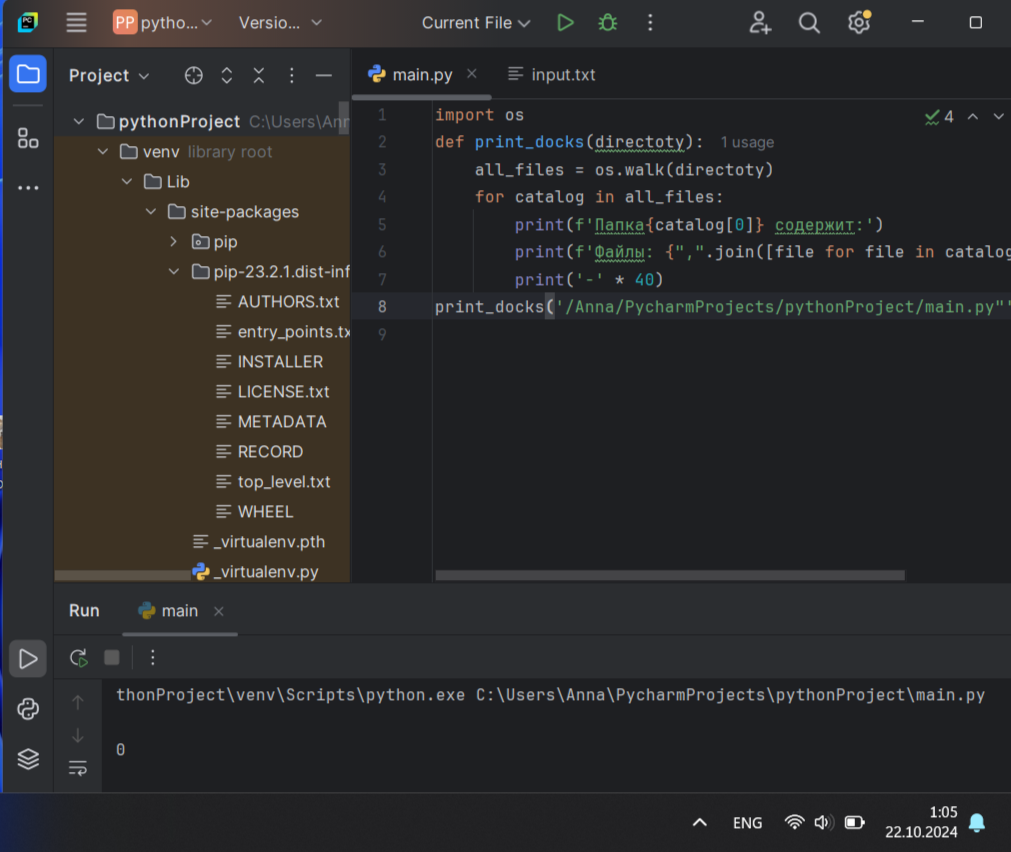 PC
PP pytho... Versio... Current File
Project
main.py
input.txt
pythonProject C:\Users\Ann
venv library root
Lib
site-packages
pip
pip-23.2.1.dist-inf
AUTHORS.txt
entry_points.tx
INSTALLER
LICENSE.txt
METADATA
RECORD
top_level.txt
WHEEL
_virtualenv.pth
_virtualenv.py
4
1 import os
2 def print_docks(directoty): 1 usage
3 all_files = os.walk(directoty)
4 for catalog in all_files:
5 print(f'Папка{catalog[0]} содержит:')
6 print(f'Файлы: {",".join([file for file in catalog
7 print('-' * 40)
8 print_docks('/Anna/PycharmProjects/pythonProject/main.py"'
9
Run main
thonProject\venv\Scripts\python.exe C:\Users\Anna\PycharmProjects\pythonProject\main.py
0
ENG
1:05
22.10.2024